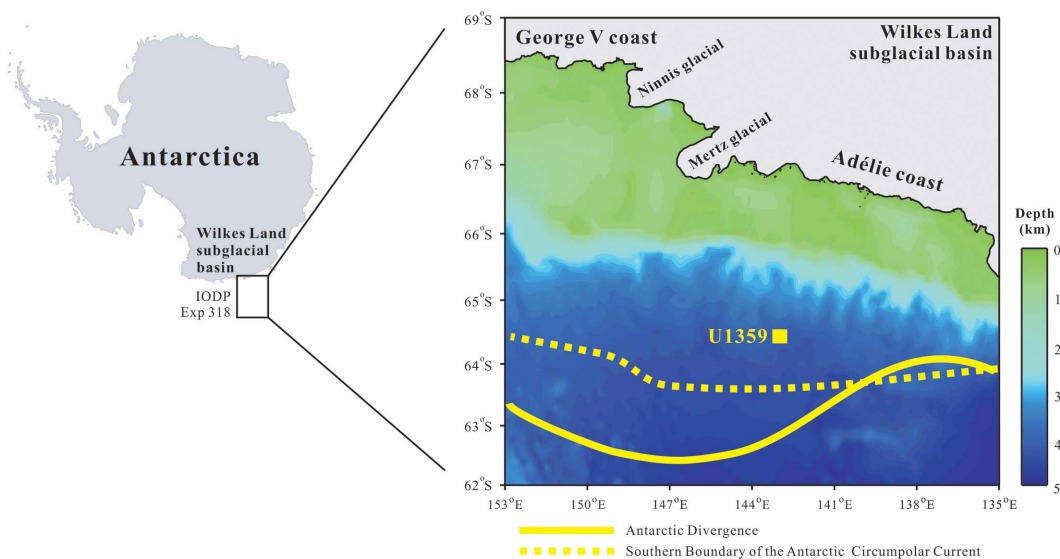 Antarctica
Wilkes Land
subglacial
basin
IODP
Exp 318
George V coast
Wilkes Land
subglacial basin
Ninnis glacial
Mertz glacial
Adélie coast
U1359
69°S
68°S
67°S
66°S
65°S
64°S
63°S
62°S
153°E
150°E
147°E
144°E
141°E
138°E
135°E
Depth
(km)
0
1
2
3
4
5
Antarctic Divergence
Southern Boundary of the Antarctic Circumpolar Current